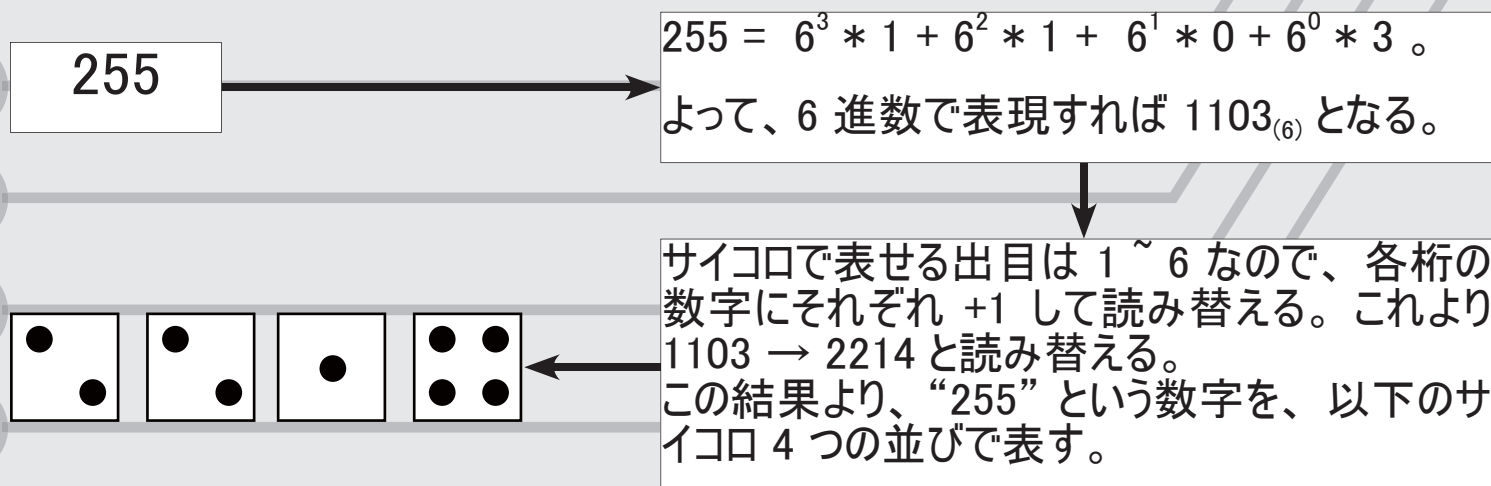 255
255 = 6³ * 1 + 6² * 1 + 6¹ * 0 + 6⁰ * 3 。
よって、6 進数で表現すれば 1103₍₆₎ となる。
サイコロで表せる出目は 1 ~ 6 なので、各桁の
数字にそれぞれ +1 して読み替える。これより
1103 → 2214 と読み替える。
この結果より、“255” という数字を、以下のサ
イコロ 4 つの並びで表す。